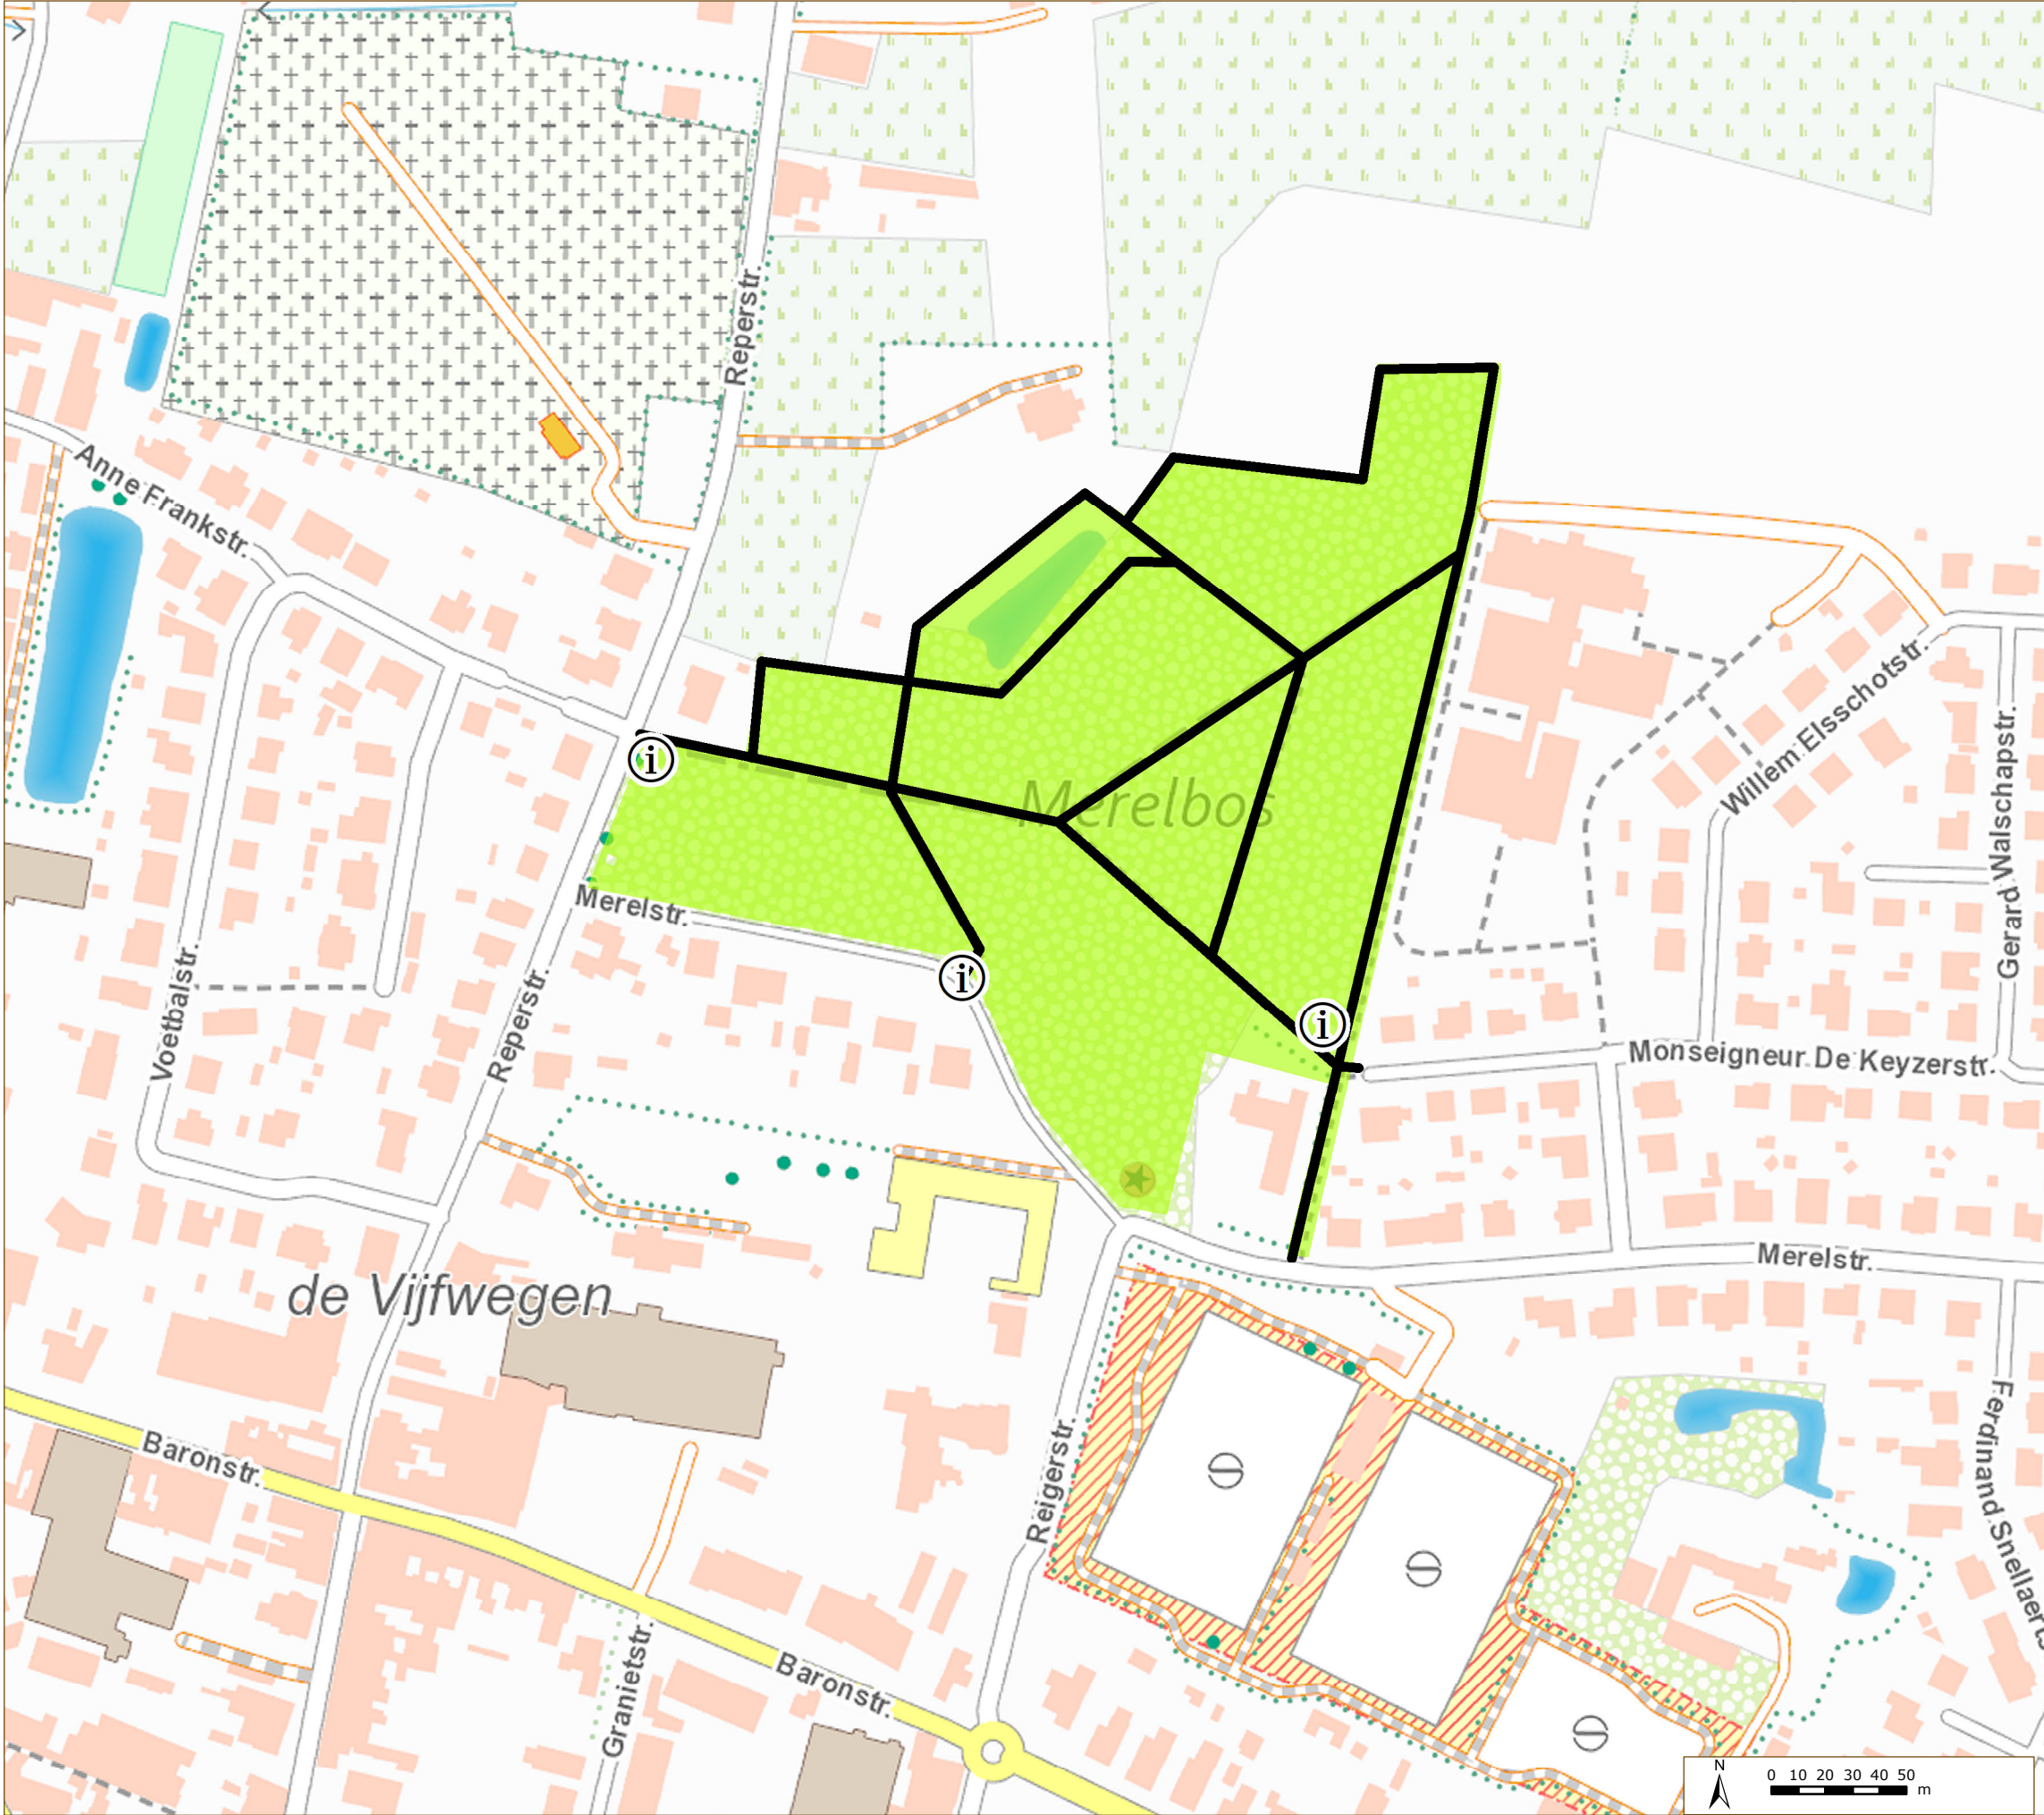 Reperstr.
Anne Frankstr.
Willem Elsschotstr.
Gerard Walschapstr.
Merelbos
i
Merelstr.
i
Voetbalstr.
Reperstr.
i
Monseigneur De Keyzerstr.
Merelstr.
de Vijfwegen
Baronstr.
Reigerstr.
Ferdinand Snellaerts
Granietstr.
Baronstr.
N
0 10 20 30 40 50
m